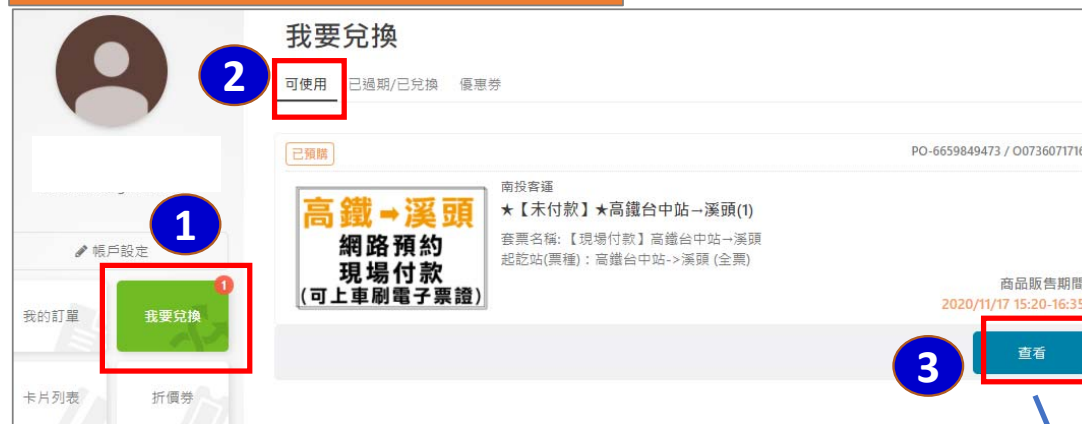 我要兌換
2
可使用 已過期/已兌換 優惠券
已預購
PO-6659849473 / O0736071716
高鐵➡溪頭
網路預約
現場付款
(可上車刷電子票證)
南投客運
★【未付款】★高鐵台中站→溪頭(1)
套票名稱:【現場付款】高鐵台中站→溪頭
起訖站(票種)：高鐵台中站->溪頭 (全票)
商品販售期間
2020/11/17 15:20-16:35
查看
3
1
帳戶設定
我的訂單
我要兌換
1
卡片列表
折價券